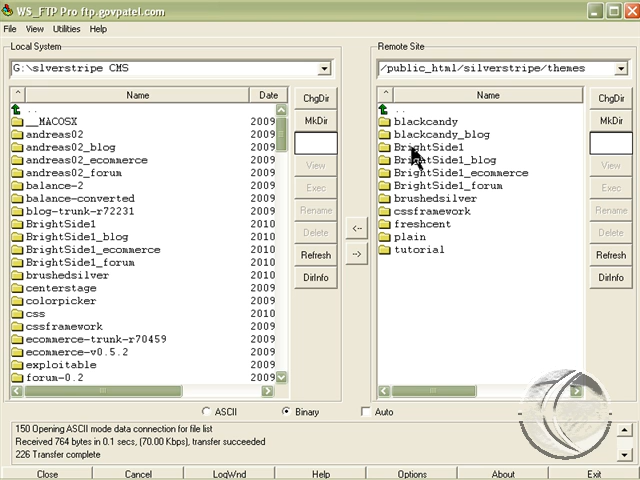 WS_FTP Pro ftp.govpatel.com
File View Utilities Help
Local System
G:\slverstripe CMS
^ Name Date
..
__MACOSX 2009
andreas02 2009
andreas02_blog 2009
andreas02_ecommerce 2009
andreas02_forum 2009
balance-2 2009
balance-converted 2009
blog-trunk-r72231 2009
BrightSide1 2010
BrightSide1_blog 2010
BrightSide1_ecommerce 2010
BrightSide1_forum 2010
brushedsilver 2010
centerstage 2009
colorpicker 2009
css 2010
cssframework 2009
ecommerce-trunk-r70459 2009
ecommerce-v0.5.2 2009
exploitable 2009
forum-0.2 2009
ChgDir
MkDir
View
Exec
Rename
Delete
Refresh
DirInfo
<--
-->
Remote Site
/public_html/silverstripe/themes
^ Name
..
blackcandy
blackcandy_blog
BrightSide1
BrightSide1_blog
BrightSide1_ecommerce
BrightSide1_forum
brushedsilver
cssframework
freshcent
plain
tutorial
ChgDir
MkDir
View
Exec
Rename
Delete
Refresh
DirInfo
ASCII Binary Auto
150 Opening ASCII mode data connection for file list
Received 764 bytes in 0.1 secs, (70.00 Kbps), transfer succeeded
226 Transfer complete
Close Cancel LogWnd Help Options About Exit